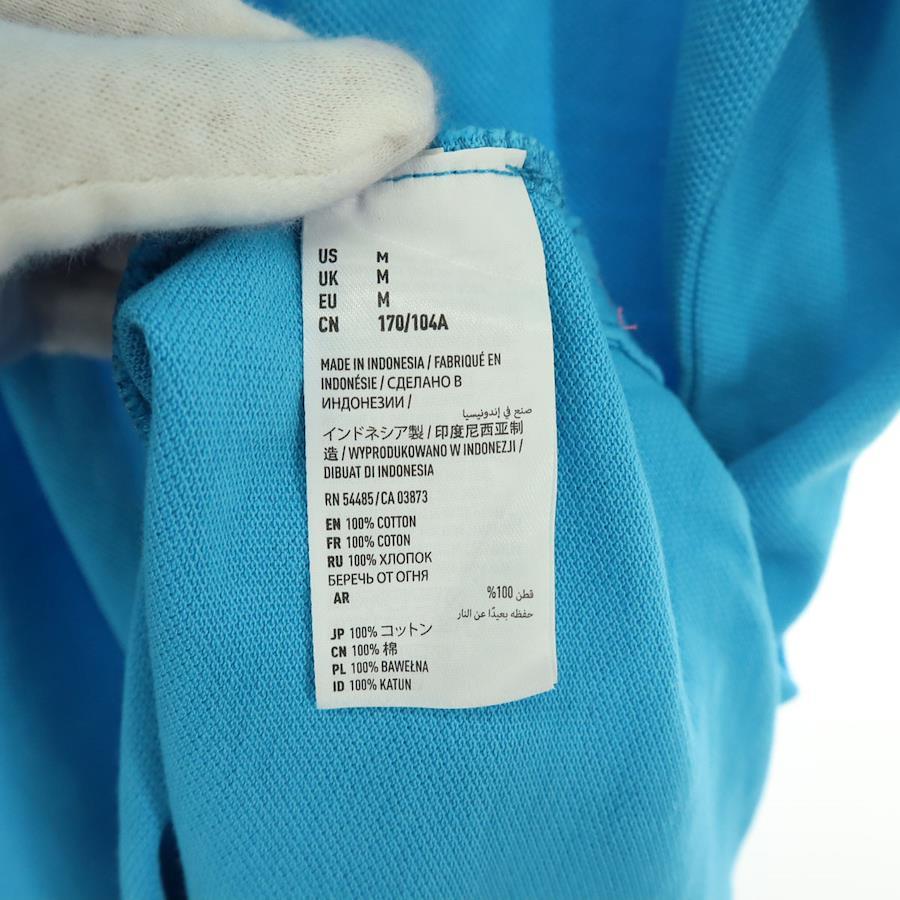 US M
UK M
EU M
CN 170/104A
MADE IN INDONESIA / FABRIQUÉ EN
INDONÉSIE / СДЕЛАНО В
ИНДОНЕЗИИ /
صنع في إندونيسيا
インドネシア製 / 印度尼西亚制
造 / WYPRODUKOWANO W INDONEZJI /
DIBUAT DI INDONESIA
RN 54485 / CA 03873
EN 100% COTTON
FR 100% COTON
RU 100% ХЛОПОК
БЕРЕЧЬ ОТ ОГНЯ
AR
قطن 100%
حفظه بعيدًا عن النار
JP 100% コットン
CN 100% 棉
PL 100% BAWEŁNA
ID 100% KATUN